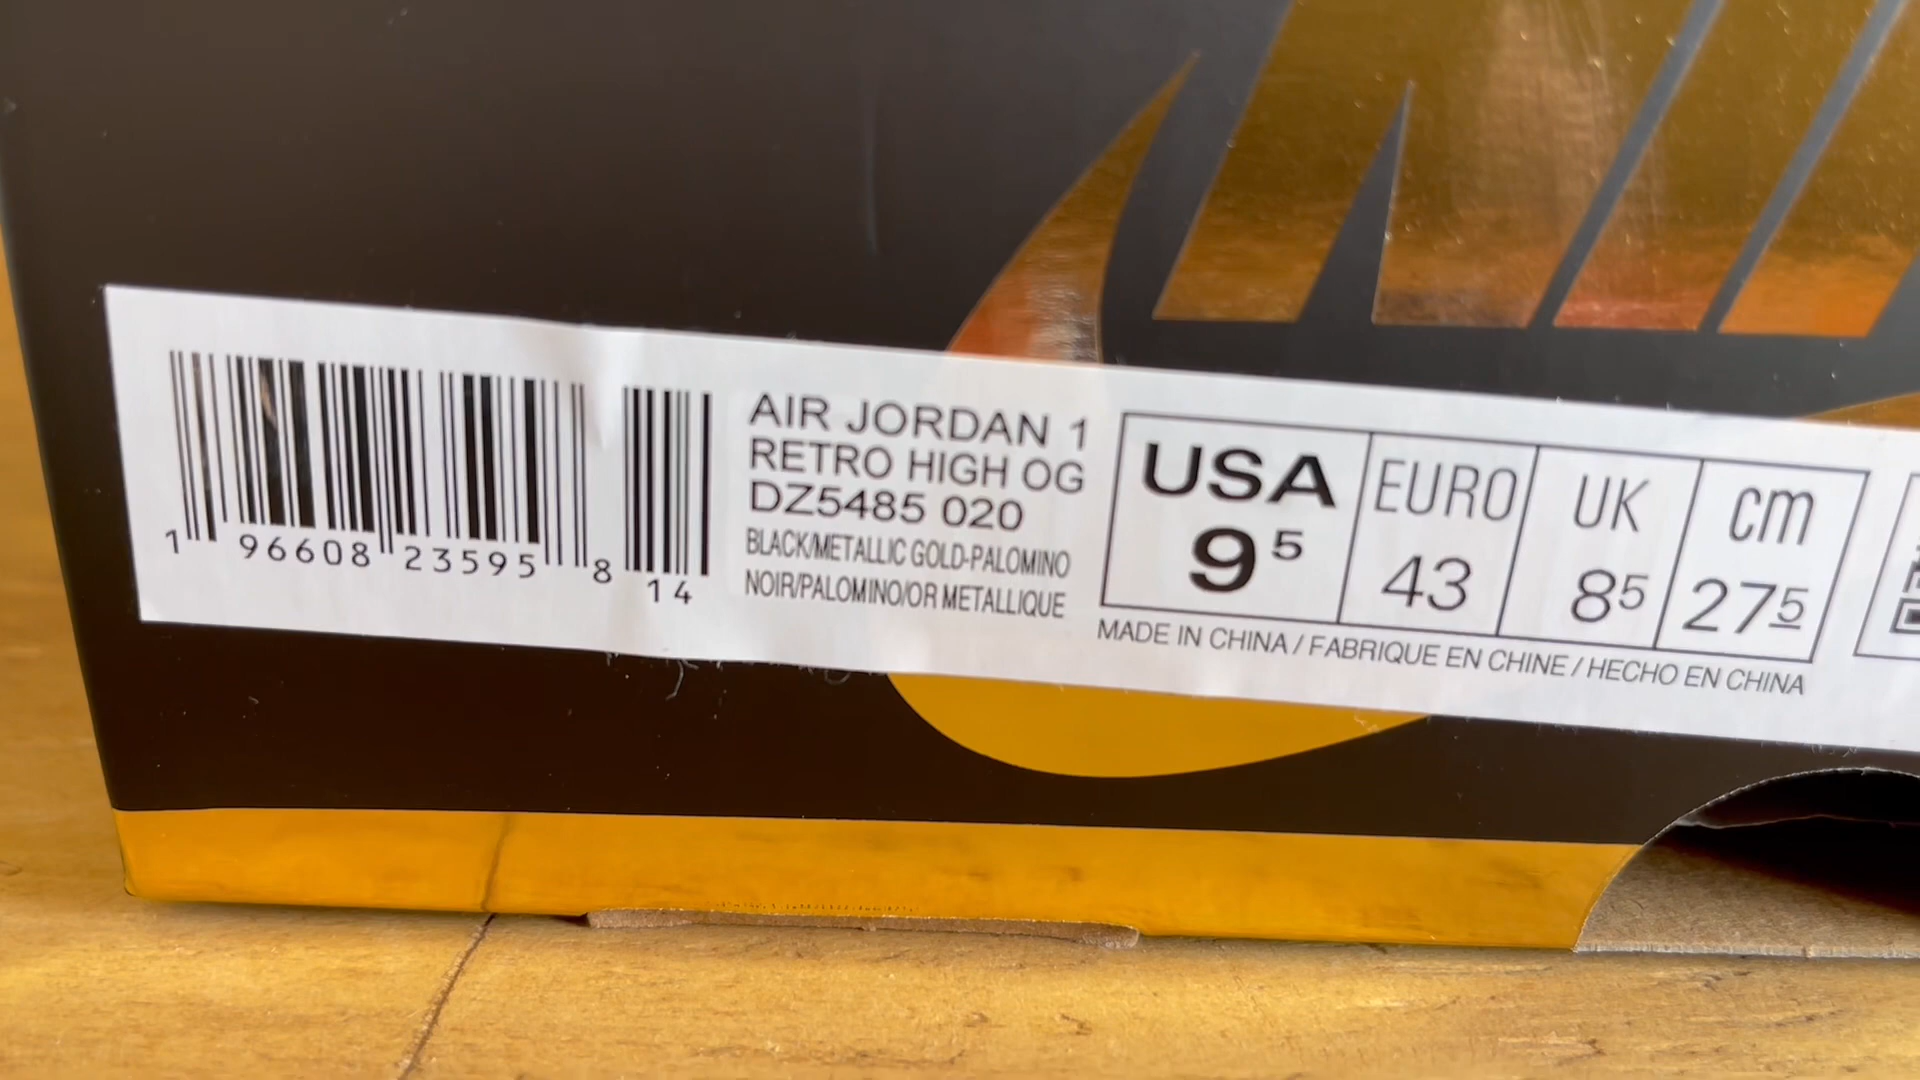 AIR JORDAN 1
RETRO HIGH OG
DZ5485 020
BLACK/METALLIC GOLD-PALOMINO
NOIR/PALOMINO/OR METALLIQUE
1 96608 23595 8 14
USA EURO UK cm
9 5 43 8 5 27 5
MADE IN CHINA / FABRIQUE EN CHINE / HECHO EN CHINA